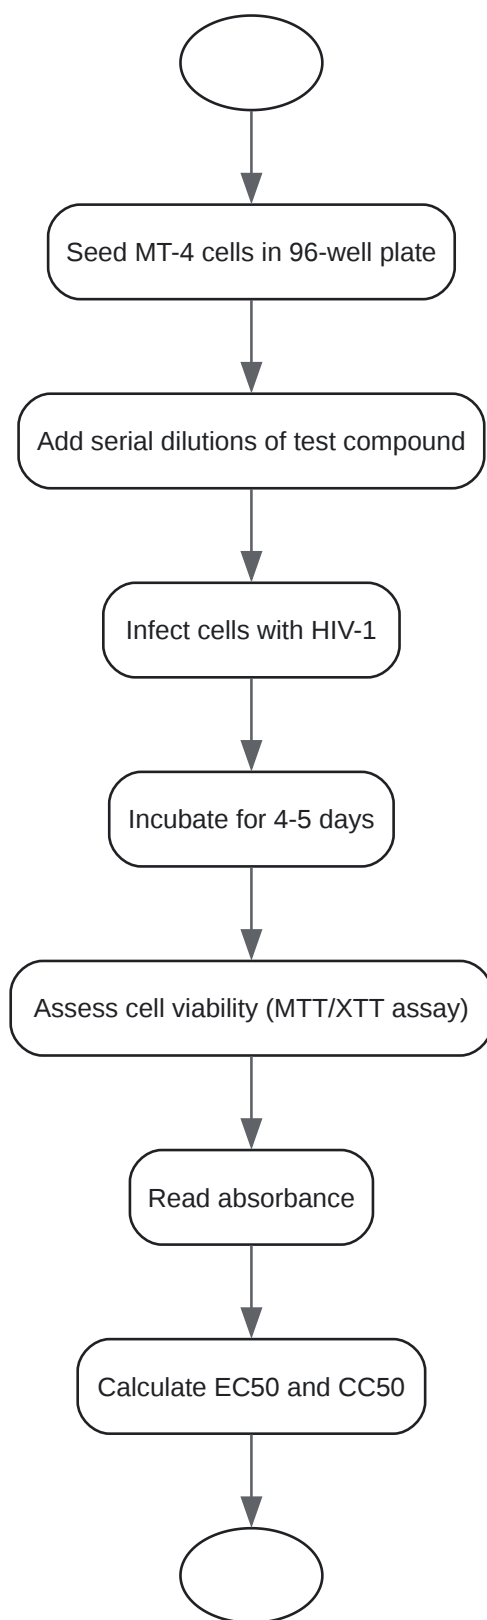 Seed MT-4 cells in 96-well plate
Add serial dilutions of test compound
Infect cells with HIV-1
Incubate for 4-5 days
Assess cell viability (MTT/XTT assay)
Read absorbance
Calculate EC50 and CC50